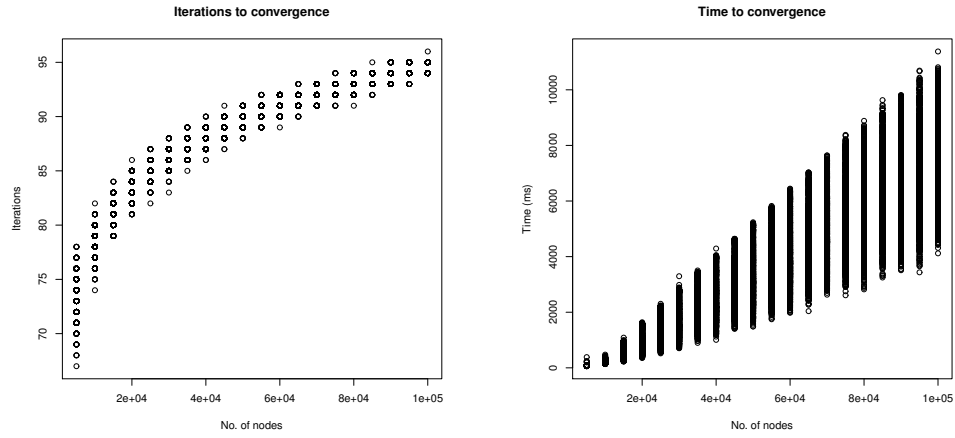 Iterations to convergence
Iterations
95
90
85
80
75
70
2e+04 4e+04 6e+04 8e+04 1e+05
No. of nodes
Time to convergence
Time (ms)
10000
8000
6000
4000
2000
0
2e+04 4e+04 6e+04 8e+04 1e+05
No. of nodes